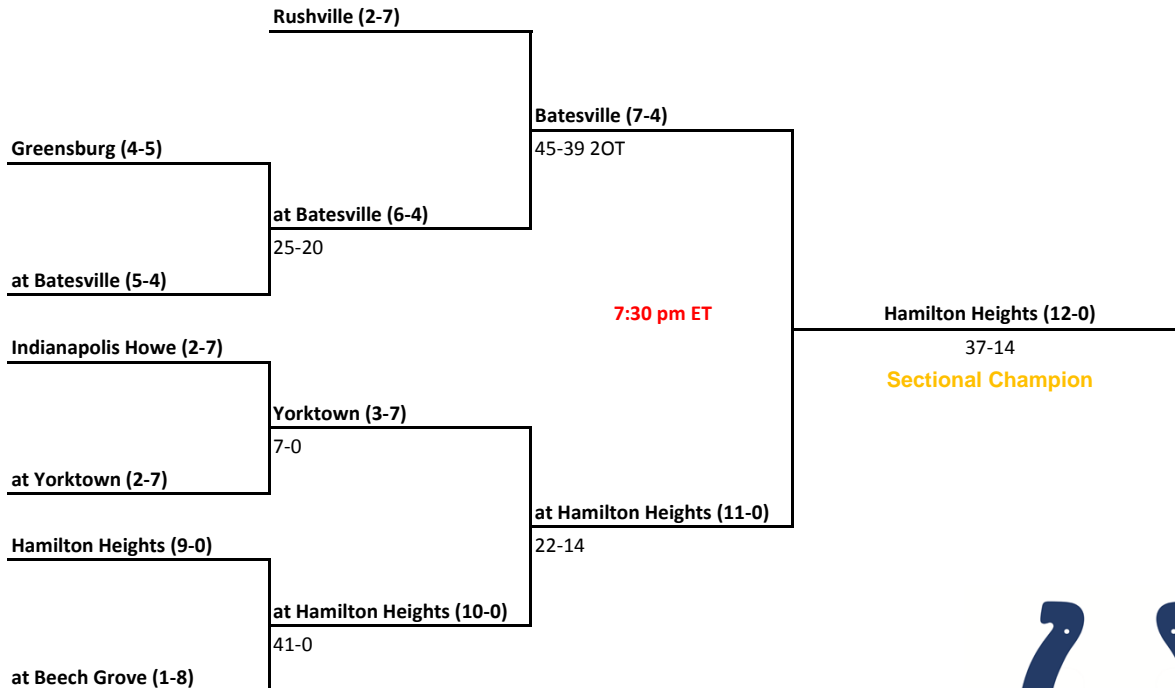 Rushville (2-7)
Batesville (7-4)
Greensburg (4-5)
45-39 2OT
at Batesville (6-4)
25-20
at Batesville (5-4)
7:30 pm ET
Hamilton Heights (12-0)
Indianapolis Howe (2-7)
37-14
Sectional Champion
Yorktown (3-7)
7-0
at Yorktown (2-7)
at Hamilton Heights (11-0)
Hamilton Heights (9-0)
22-14
at Hamilton Heights (10-0)
41-0
at Beech Grove (1-8)